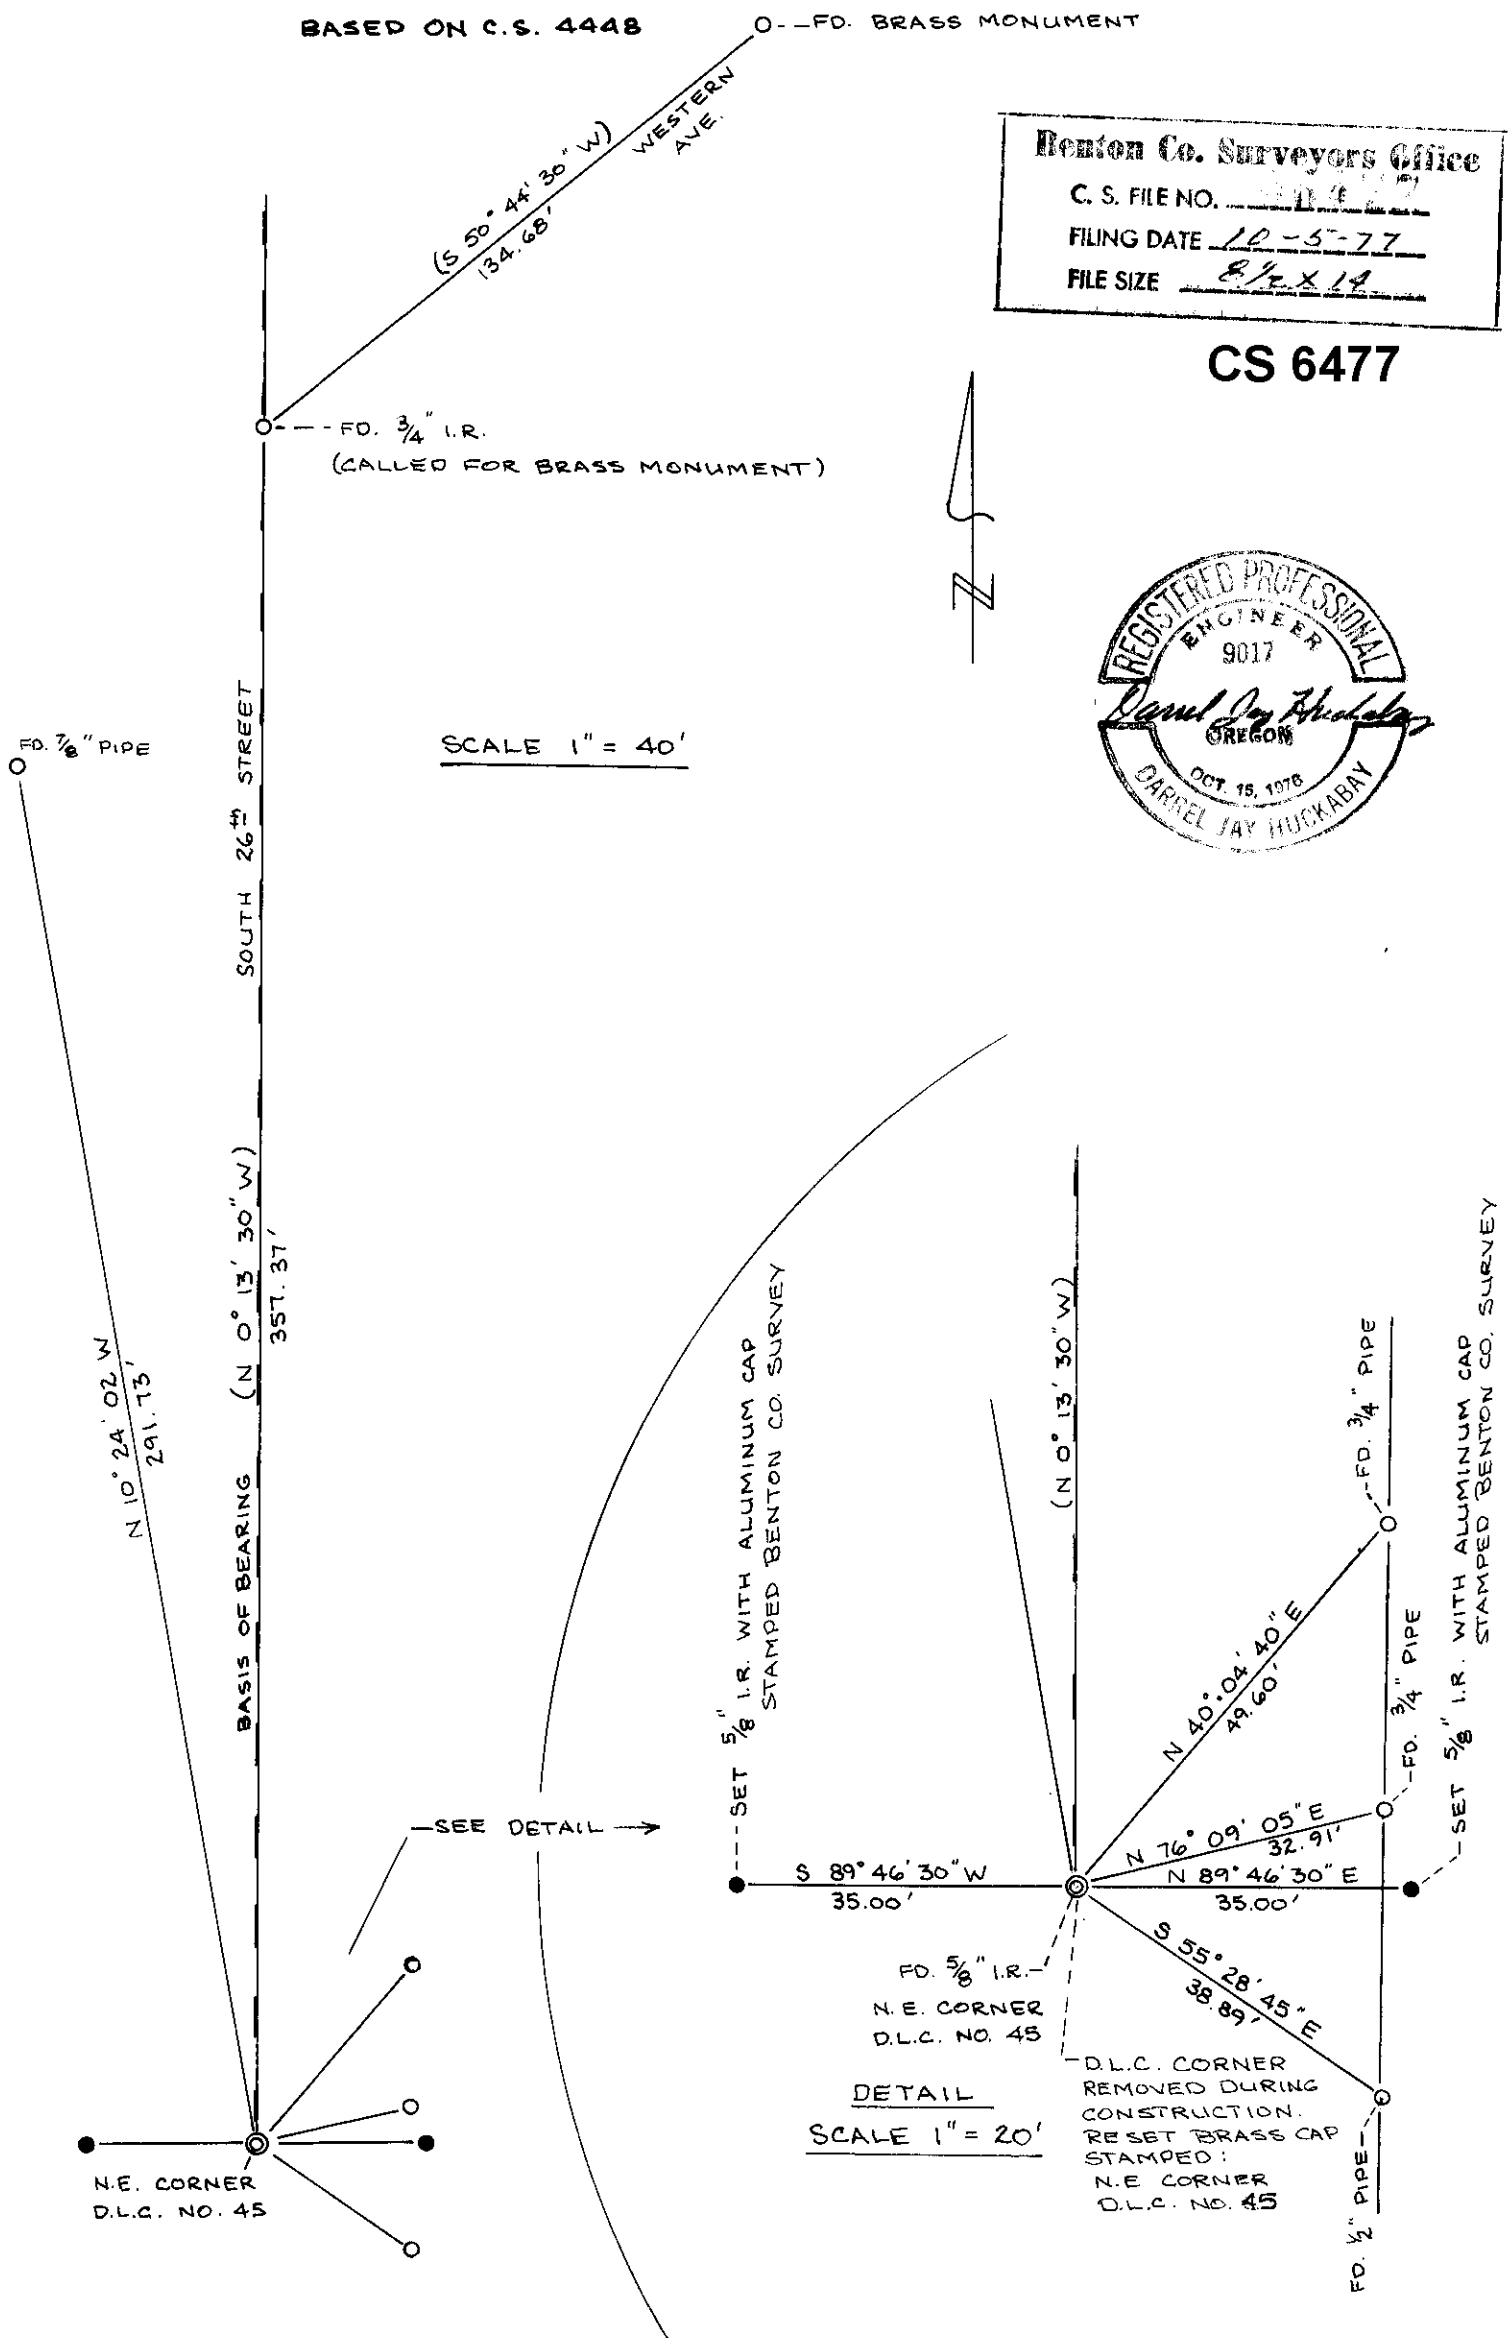 BASED ON C.S. 4448
FD. BRASS MONUMENT
WESTERN
AVE.
(S 50° 44' 30" W)
134.68'
Benton Co. Surveyors Office
C. S. FILE NO.
FILING DATE 10-5-77
FILE SIZE 8 1/2 X 14
CS 6477
FD. 3/4" I.R.
(CALLED FOR BRASS MONUMENT)
N
REGISTERED PROFESSIONAL
ENGINEER
9017
Darrel Jay Huckabay
OREGON
OCT. 15, 1976
DARREL JAY HUCKABAY
FD. 7/8" PIPE
SCALE 1" = 40'
SOUTH 26th STREET
BASIS OF BEARING (N 0° 13' 30" W)
357.37'
N 10° 24' 02 W
291.73'
SEE DETAIL
N.E. CORNER
D.L.C. NO. 45
SET 5/8" I.R. WITH ALUMINUM CAP
STAMPED BENTON CO. SURVEY
(N 0° 13' 30" W)
FD. 3/4" PIPE
N 40° 04' 40" E
49.60'
FD. 3/4" PIPE
SET 5/8" I.R. WITH ALUMINUM CAP
STAMPED BENTON CO. SURVEY
N 76° 09' 05" E
32.91'
S 89° 46' 30" W
35.00'
N 89° 46' 30" E
35.00'
S 55° 28' 45" E
38.89'
FD. 5/8" I.R.
N.E. CORNER
D.L.C. NO. 45
DETAIL
SCALE 1" = 20'
D.L.C. CORNER
REMOVED DURING
CONSTRUCTION.
RESET BRASS CAP
STAMPED:
N.E CORNER
D.L.C. NO. 45
FD. 1/2" PIPE